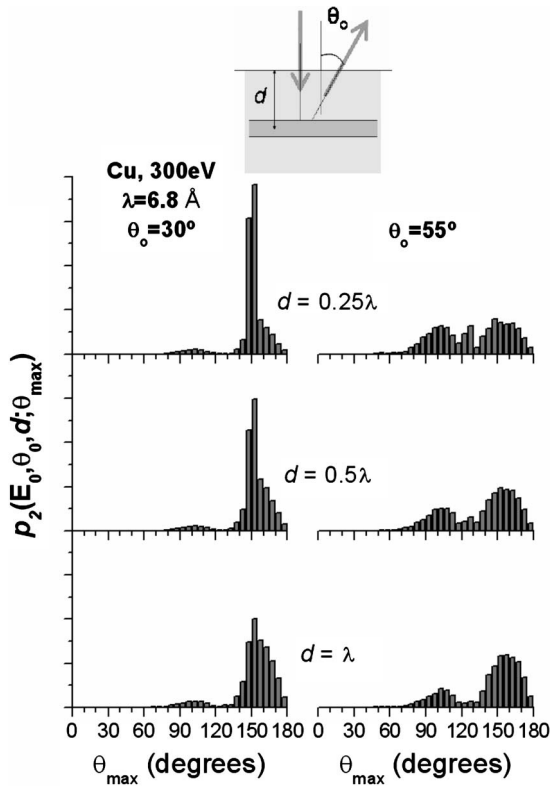 θₒ
d
Cu, 300eV
λ=6.8 Å
θₒ=30º
θₒ=55º
d = 0.25λ
d = 0.5λ
d = λ
p₂(E₀,θ₀,d;θmax)
0 30 60 90 120 150 180
0 30 60 90 120 150 180
θmax (degrees)
θmax (degrees)